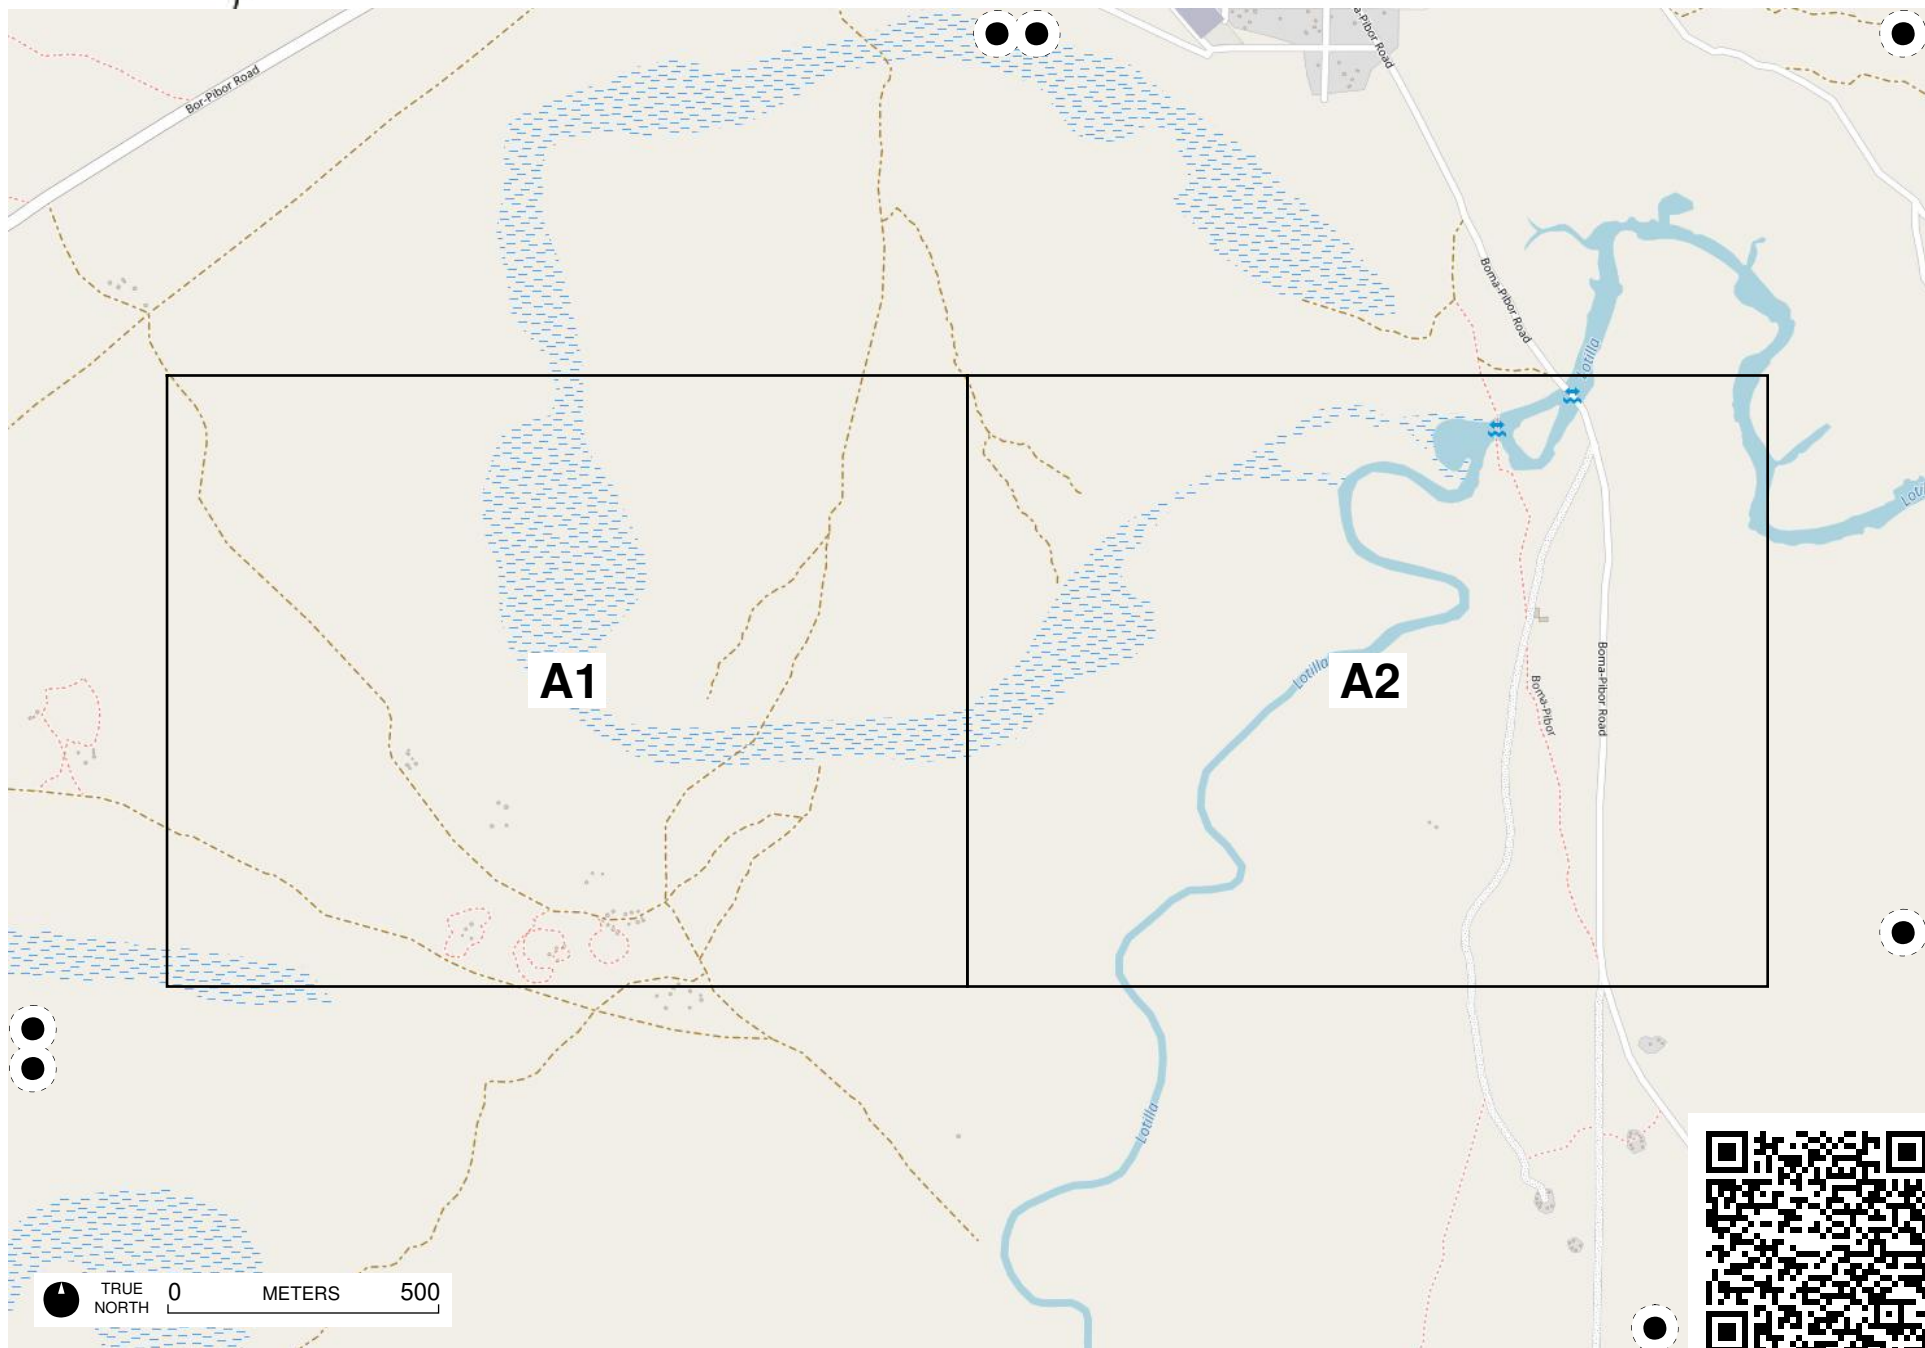 Bor-Pibor Road
a-Pibor Road
Boma-Pibor Road
Lotilla
A1
A2
Lotilla
Boma-Pibor
Boma-Pibor Road
Lotilla
TRUE
NORTH
0
METERS
500